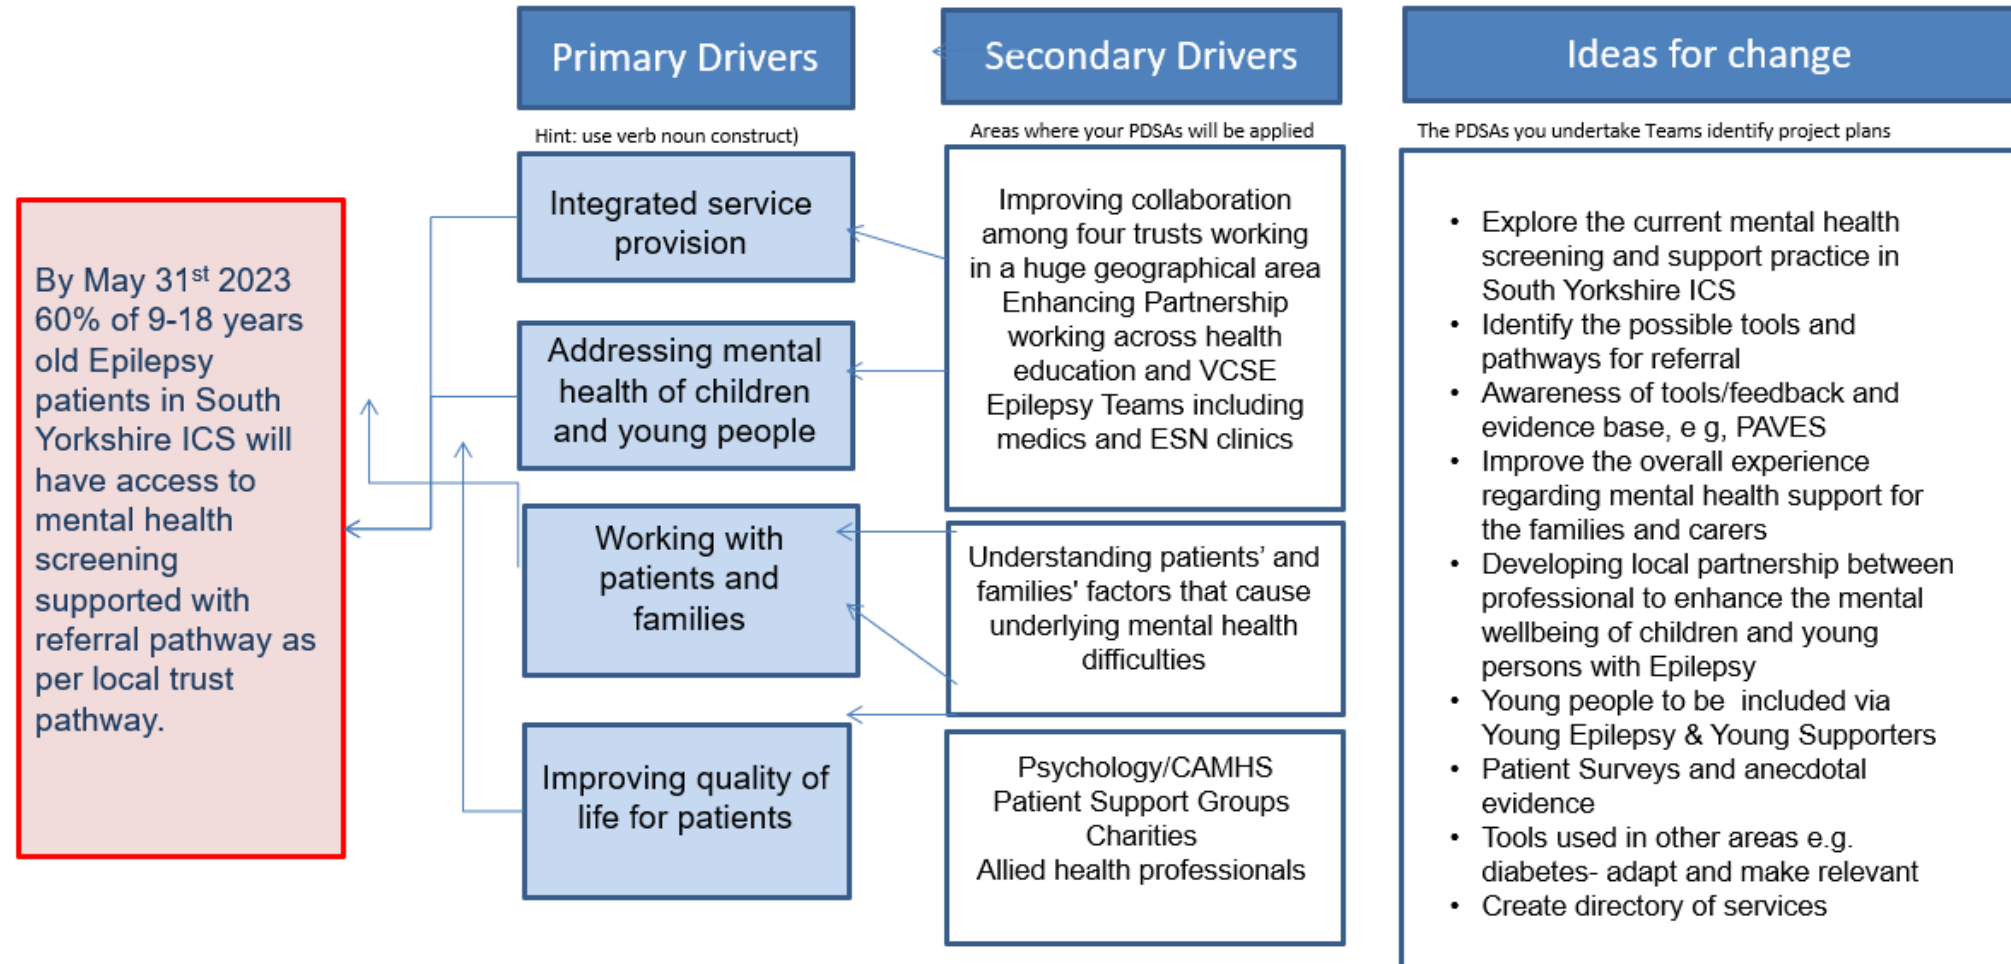 Primary Drivers
Secondary Drivers
Ideas for change
Hint: use verb noun construct)
Areas where your PDSAs will be applied
The PDSAs you undertake Teams identify project plans
By May 31st 2023
60% of 9-18 years
old Epilepsy
patients in South
Yorkshire ICS will
have access to
mental health
screening
supported with
referral pathway as
per local trust
pathway.
Integrated service
provision
Addressing mental
health of children
and young people
Working with
patients and
families
Improving quality of
life for patients
Improving collaboration
among four trusts working
in a huge geographical area
Enhancing Partnership
working across health
education and VCSE
Epilepsy Teams including
medics and ESN clinics
Understanding patients’ and
families' factors that cause
underlying mental health
difficulties
Psychology/CAMHS
Patient Support Groups
Charities
Allied health professionals
• Explore the current mental health
screening and support practice in
South Yorkshire ICS
• Identify the possible tools and
pathways for referral
• Awareness of tools/feedback and
evidence base, e g, PAVES
• Improve the overall experience
regarding mental health support for
the families and carers
• Developing local partnership between
professional to enhance the mental
wellbeing of children and young
persons with Epilepsy
• Young people to be included via
Young Epilepsy & Young Supporters
• Patient Surveys and anecdotal
evidence
• Tools used in other areas e.g.
diabetes- adapt and make relevant
• Create directory of services